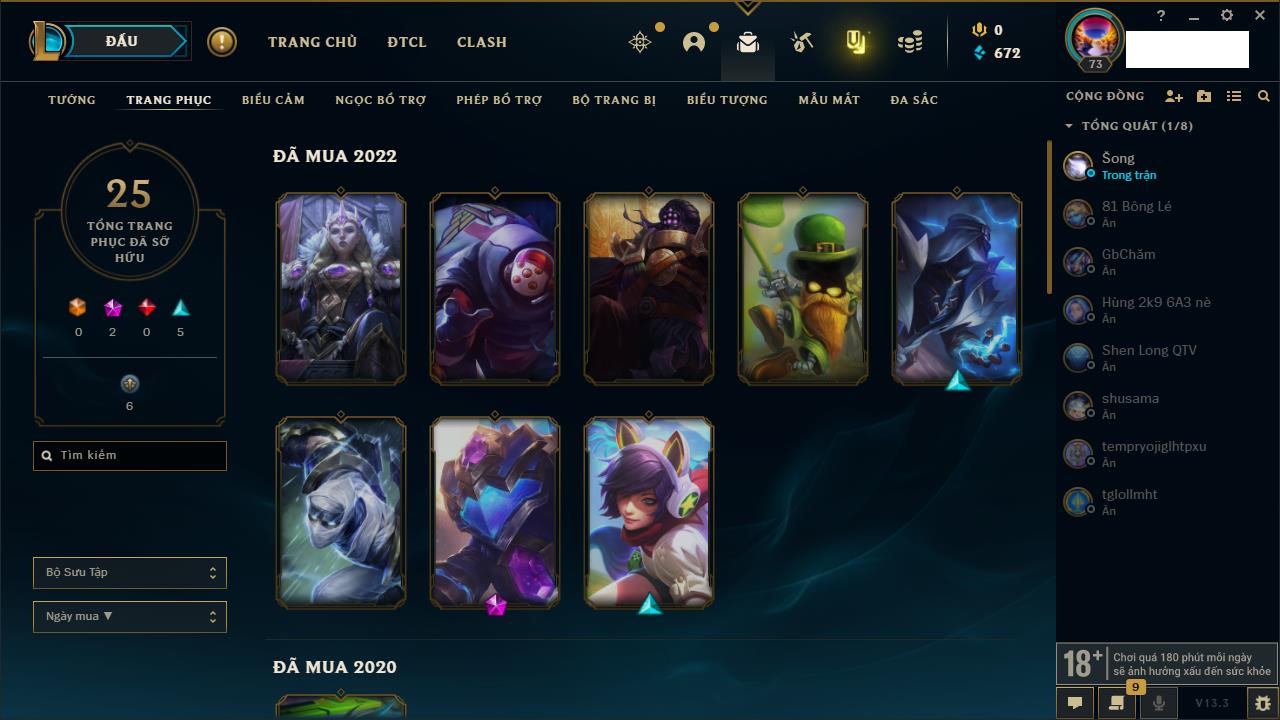 ĐẤU
TRANG CHỦ
ĐTCL
CLASH
0
672
73
?
TƯỚNG
TRANG PHỤC
BIỂU CẢM
NGỌC BỔ TRỢ
PHÉP BỔ TRỢ
BỘ TRANG BỊ
BIỂU TƯỢNG
MẪU MẮT
ĐA SẮC
25
TỔNG TRANG
PHỤC ĐÃ SỞ
HỮU
0
2
0
5
6
Tìm kiếm
Bộ Sưu Tập
Ngày mua ▼
ĐÃ MUA 2022
ĐÃ MUA 2020
CỘNG ĐỒNG
TỔNG QUÁT (1/8)
Šong
Trong trận
81 Bông Lé
Ẩn
GbChăm
Ẩn
Hùng 2k9 6A3 nè
Ẩn
Shen Long QTV
Ẩn
shusama
Ẩn
tempryojiglhtpxu
Ẩn
tglollmht
Ẩn
18+
Chơi quá 180 phút mỗi ngày
sẽ ảnh hưởng xấu đến sức khỏe
9
V13.3